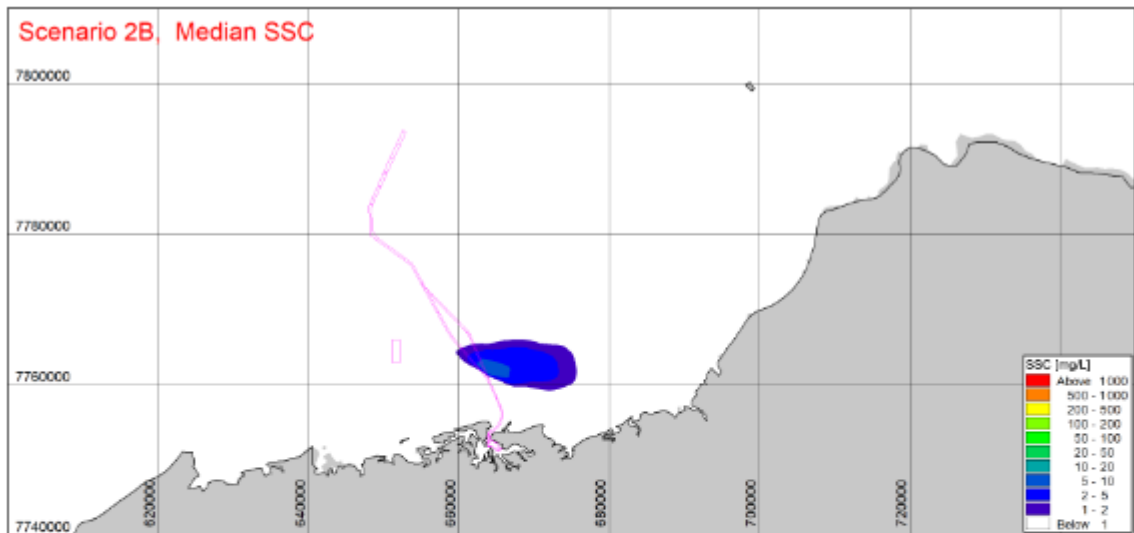 Scenario 2B, Median SSC
7800000
7780000
7760000
7740000
620000
640000
660000
680000
700000
720000
SSC [mg/L]
Above 1000
500 - 1000
200 - 500
100 - 200
50 - 100
20 - 50
10 - 20
5 - 10
2 - 5
1 - 2
Below 1